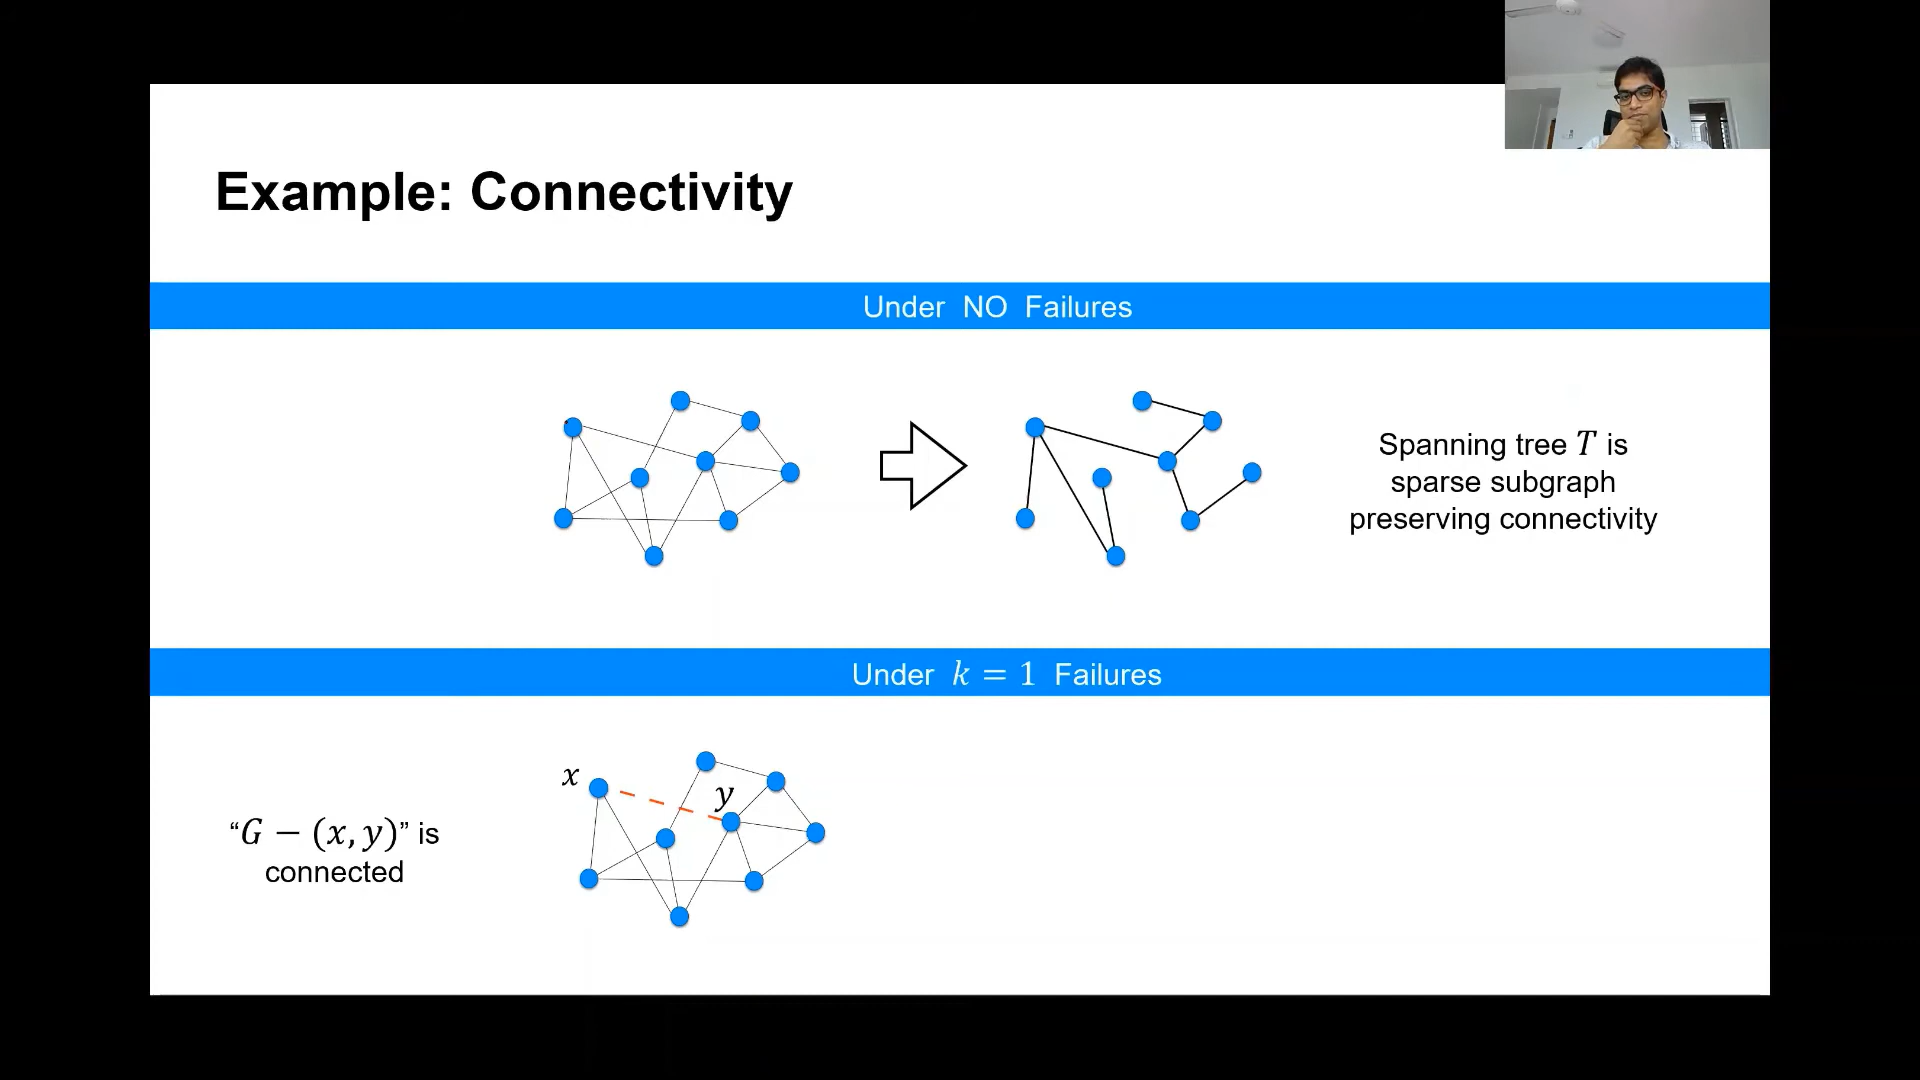 Example: Connectivity
Under NO Failures
Spanning tree T is
sparse subgraph
preserving connectivity
Under k = 1 Failures
x
y
“G − (x, y)” is
connected